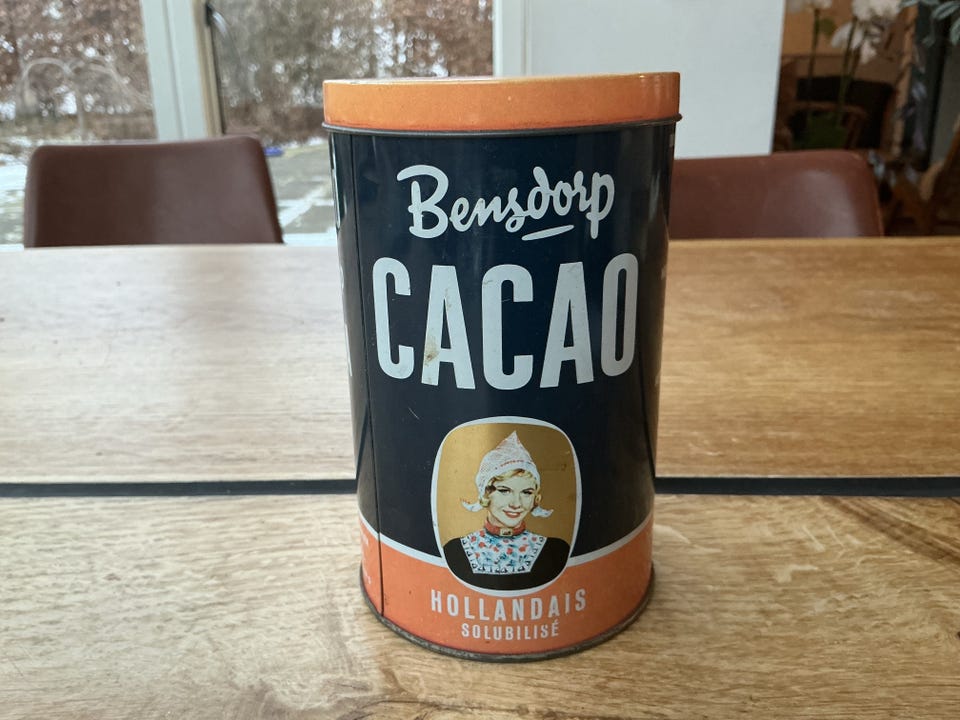 Bensdorp
CACAO
HOLLANDAIS
SOLUBILISÉ